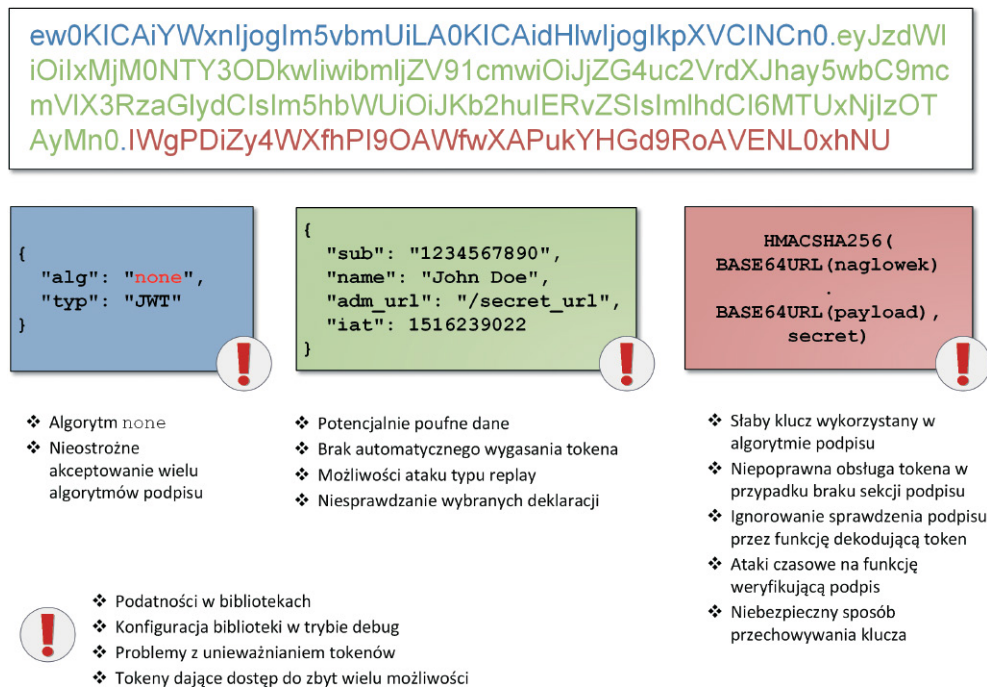 ew0KICAiYWxnIjogIm5vbmUiLA0KICAidHlwIjogIkpXVCINCn0.eyJzdWI
iOiIxMjM0NTY3ODkwIiwibmljZV91cmwiOiJjZG4uc2VrdXJhay5wbC9mc
mVlX3RzaGlydCIsIm5hbWUiOiJKb2huIERvZSIsImlhdCI6MTUxNjIzOT
AyMn0.IWgPDiZy4WXfhPI9OAWfwXAPukYHGd9RoAVENL0xhNU
{
"alg": "none",
"typ": "JWT"
}
{
"sub": "1234567890",
"name": "John Doe",
"adm_url": "/secret_url",
"iat": 1516239022
}
HMACSHA256(
BASE64URL(naglowek)
.
BASE64URL(payload),
secret)
❖ Algorytm none
❖ Nieostrożne
akceptowanie wielu
algorytmów podpisu
❖ Potencjalnie poufne dane
❖ Brak automatycznego wygasania tokena
❖ Możliwości ataku typu replay
❖ Niesprawdzanie wybranych deklaracji
❖ Słaby klucz wykorzystany w
algorytmie podpisu
❖ Niepoprawna obsługa tokena w
przypadku braku sekcji podpisu
❖ Ignorowanie sprawdzenia podpisu
przez funkcję dekodującą token
❖ Ataki czasowe na funkcję
weryfikującą podpis
❖ Niebezpieczny sposób
przechowywania klucza
❖ Podatności w bibliotekach
❖ Konfiguracja biblioteki w trybie debug
❖ Problemy z unieważnianiem tokenów
❖ Tokeny dające dostęp do zbyt wielu możliwości